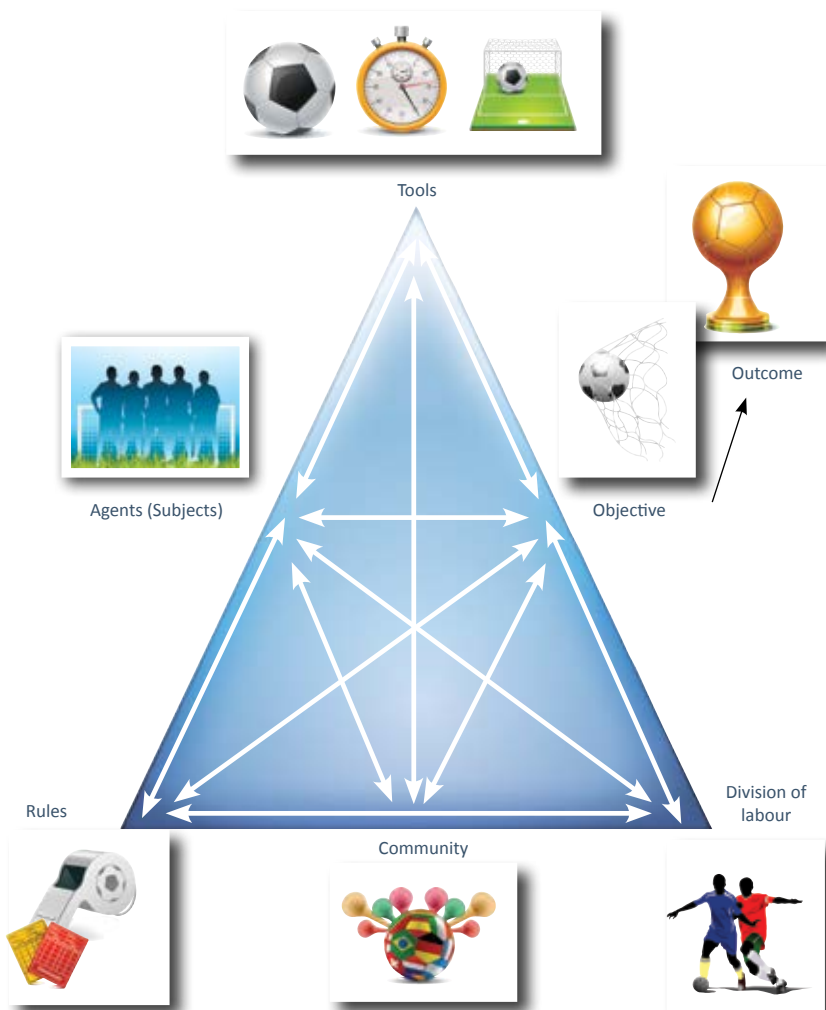 Tools
Outcome
Agents (Subjects)
Objective
Rules
Division of
labour
Community